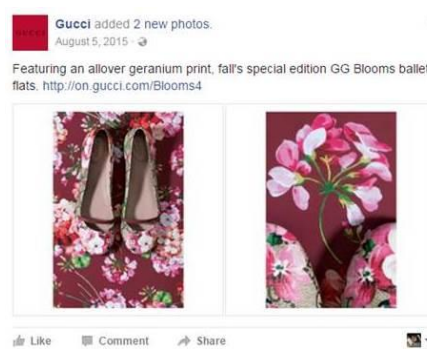 GUCCI
Gucci added 2 new photos.
August 5, 2015 ·
Featuring an allover geranium print, fall's special edition GG Blooms ballet
flats. http://on.gucci.com/Blooms4
Like Comment Share